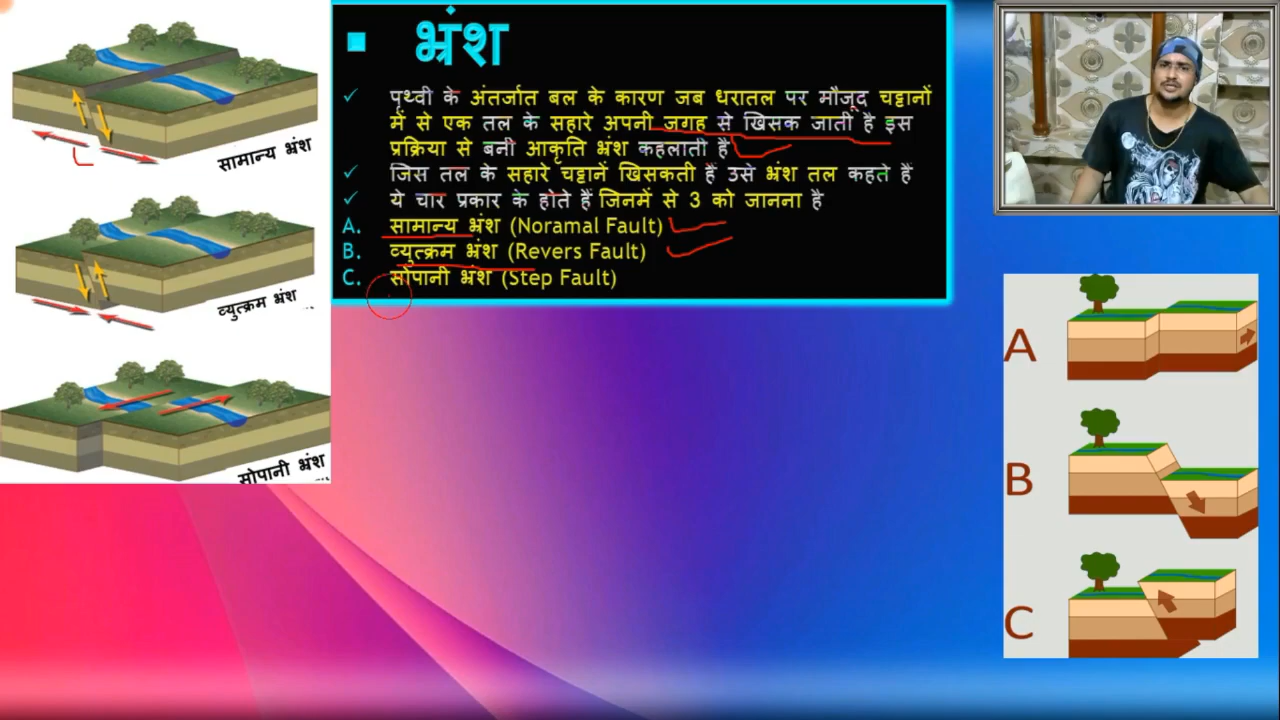 भ्रंश
पृथ्वी के अंतर्जात बल के कारण जब धरातल पर मौजूद चट्टानों
में से एक तल के सहारे अपनी जगह से खिसक जाती है इस
प्रक्रिया से बनी आकृति भ्रंश कहलाती है
जिस तल के सहारे चट्टानें खिसकती हैं उसे भ्रंश तल कहते हैं
ये चार प्रकार के होते हैं जिनमें से 3 को जानना है
A. सामान्य भ्रंश (Noramal Fault)
B. व्युत्क्रम भ्रंश (Revers Fault)
C. सोपानी भ्रंश (Step Fault)
सामान्य भ्रंश
व्युत्क्रम भ्रंश
सोपानी भ्रंश
A
B
C